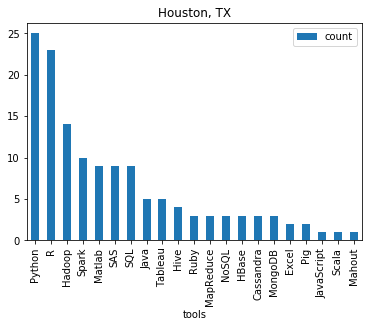 Houston, TX
count
25
20
15
10
5
0
Python
R
Hadoop
Spark
Matlab
SAS
SQL
Java
Tableau
Hive
Ruby
MapReduce
NoSQL
HBase
Cassandra
MongoDB
Excel
Pig
JavaScript
Scala
Mahout
tools